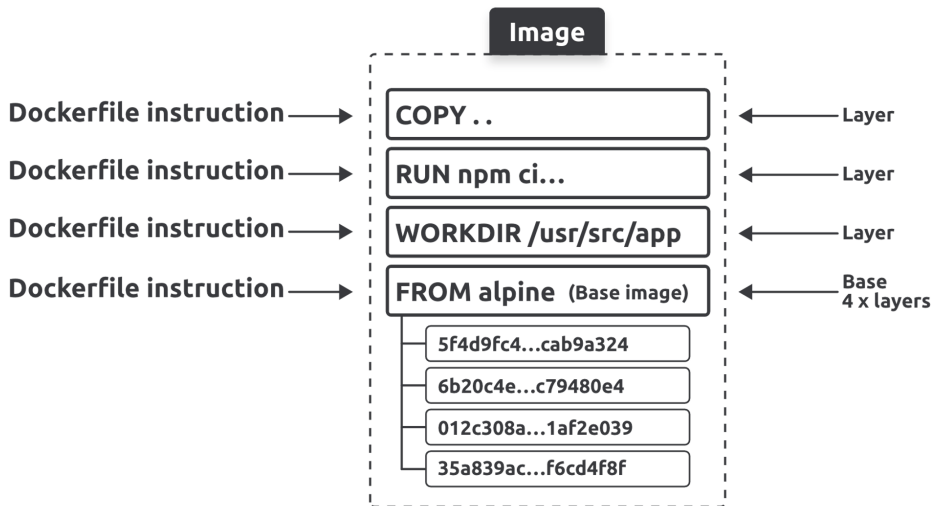 Image
Dockerfile instruction
COPY . .
Layer
Dockerfile instruction
RUN npm ci...
Layer
Dockerfile instruction
WORKDIR /usr/src/app
Layer
Dockerfile instruction
FROM alpine (Base image)
Base
4 x layers
5f4d9fc4...cab9a324
6b20c4e...c79480e4
012c308a...1af2e039
35a839ac...f6cd4f8f